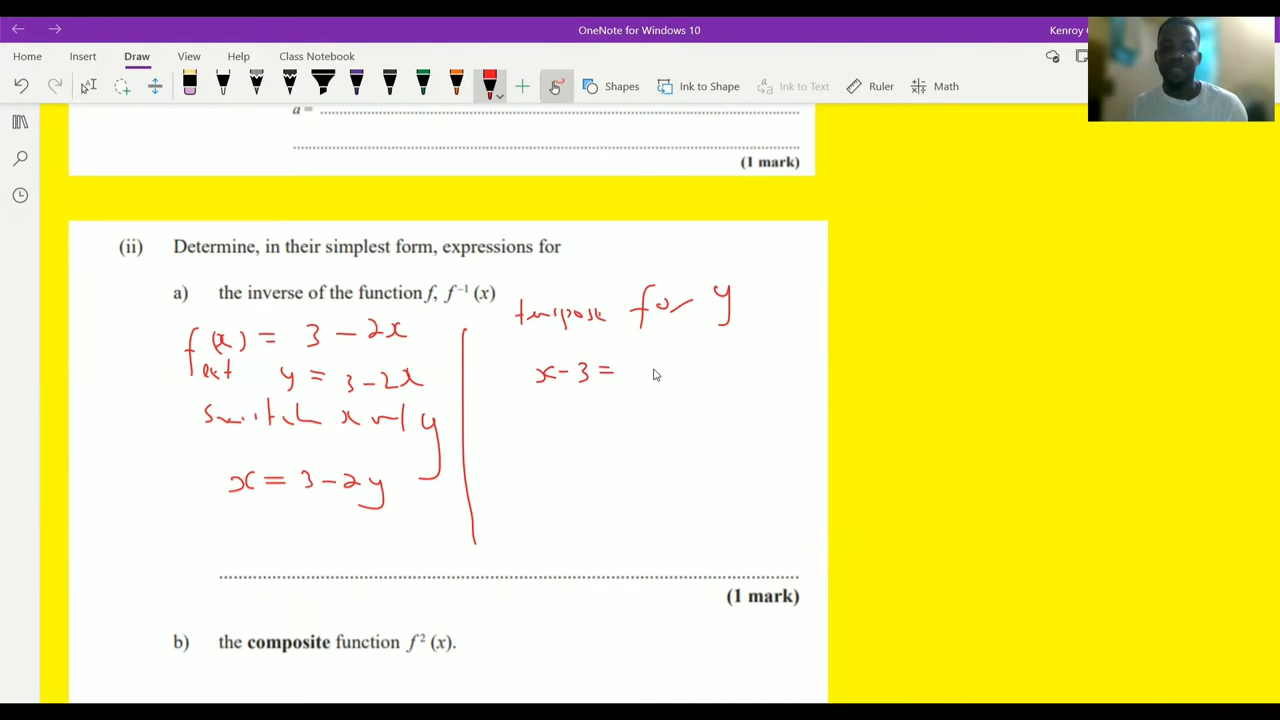 OneNote for Windows 10
Kenroy
Home Insert Draw View Help Class Notebook
Shapes Ink to Shape Ink to Text Ruler Math
a = ................
................
(1 mark)
(ii) Determine, in their simplest form, expressions for
a) the inverse of the function f, f⁻¹ (x)
f(x) = 3 - 2x
y = 3 - 2x
switch x and y
x = 3 - 2y
for y
x - 3 =
................
(1 mark)
b) the composite function f² (x).